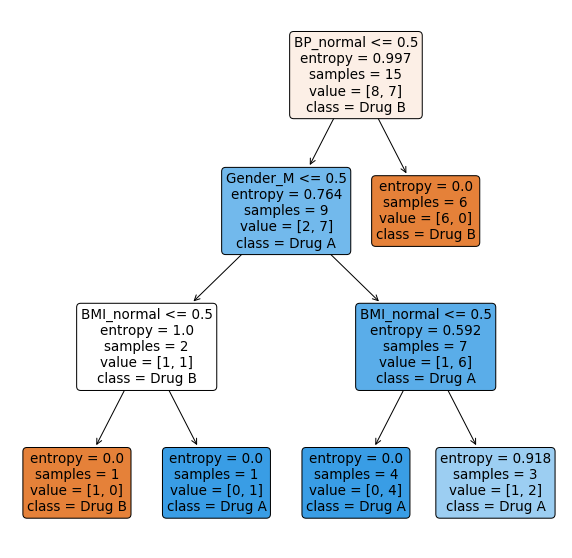 BP_normal <= 0.5
entropy = 0.997
samples = 15
value = [8, 7]
class = Drug B
Gender_M <= 0.5
entropy = 0.764
samples = 9
value = [2, 7]
class = Drug A
entropy = 0.0
samples = 6
value = [6, 0]
class = Drug B
BMI_normal <= 0.5
entropy = 1.0
samples = 2
value = [1, 1]
class = Drug B
BMI_normal <= 0.5
entropy = 0.592
samples = 7
value = [1, 6]
class = Drug A
entropy = 0.0
samples = 1
value = [1, 0]
class = Drug B
entropy = 0.0
samples = 1
value = [0, 1]
class = Drug A
entropy = 0.0
samples = 4
value = [0, 4]
class = Drug A
entropy = 0.918
samples = 3
value = [1, 2]
class = Drug A